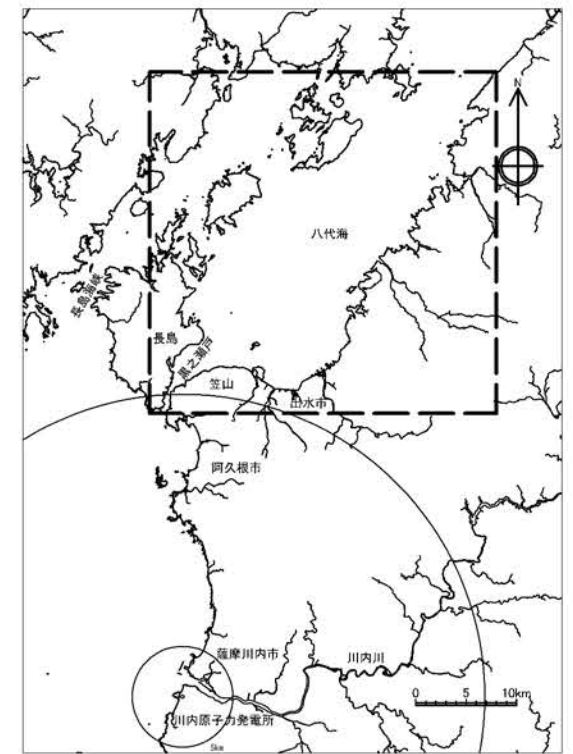 N
八代海
長島海峡
長島
黒之瀬戸
笠山
出水市
阿久根市
薩摩川内市
川内川
0 5 10km
川内原子力発電所
5km